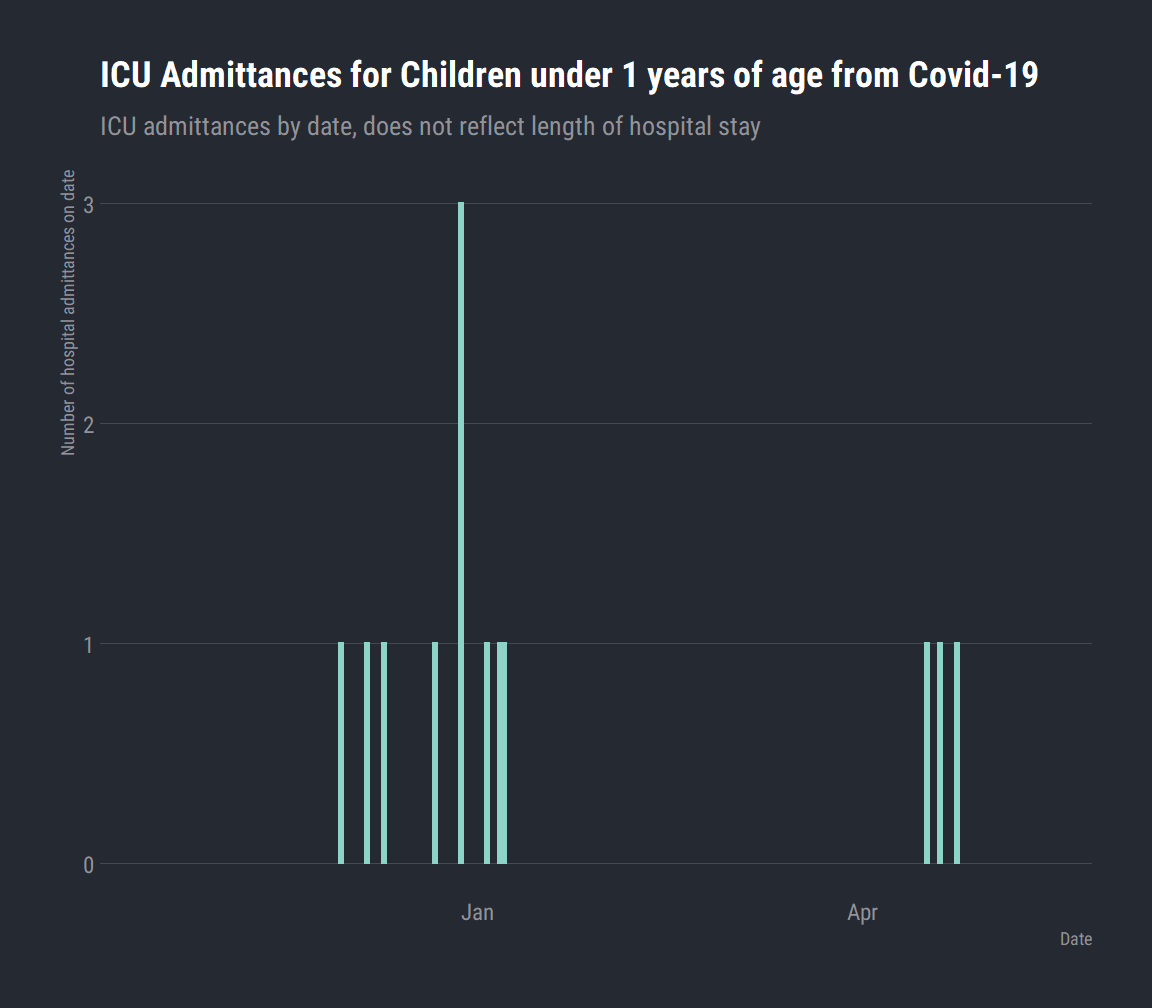 ICU Admittances for Children under 1 years of age from Covid-19
ICU admittances by date, does not reflect length of hospital stay
Number of hospital admittances on date
3
2
1
0
Jan
Apr
Date